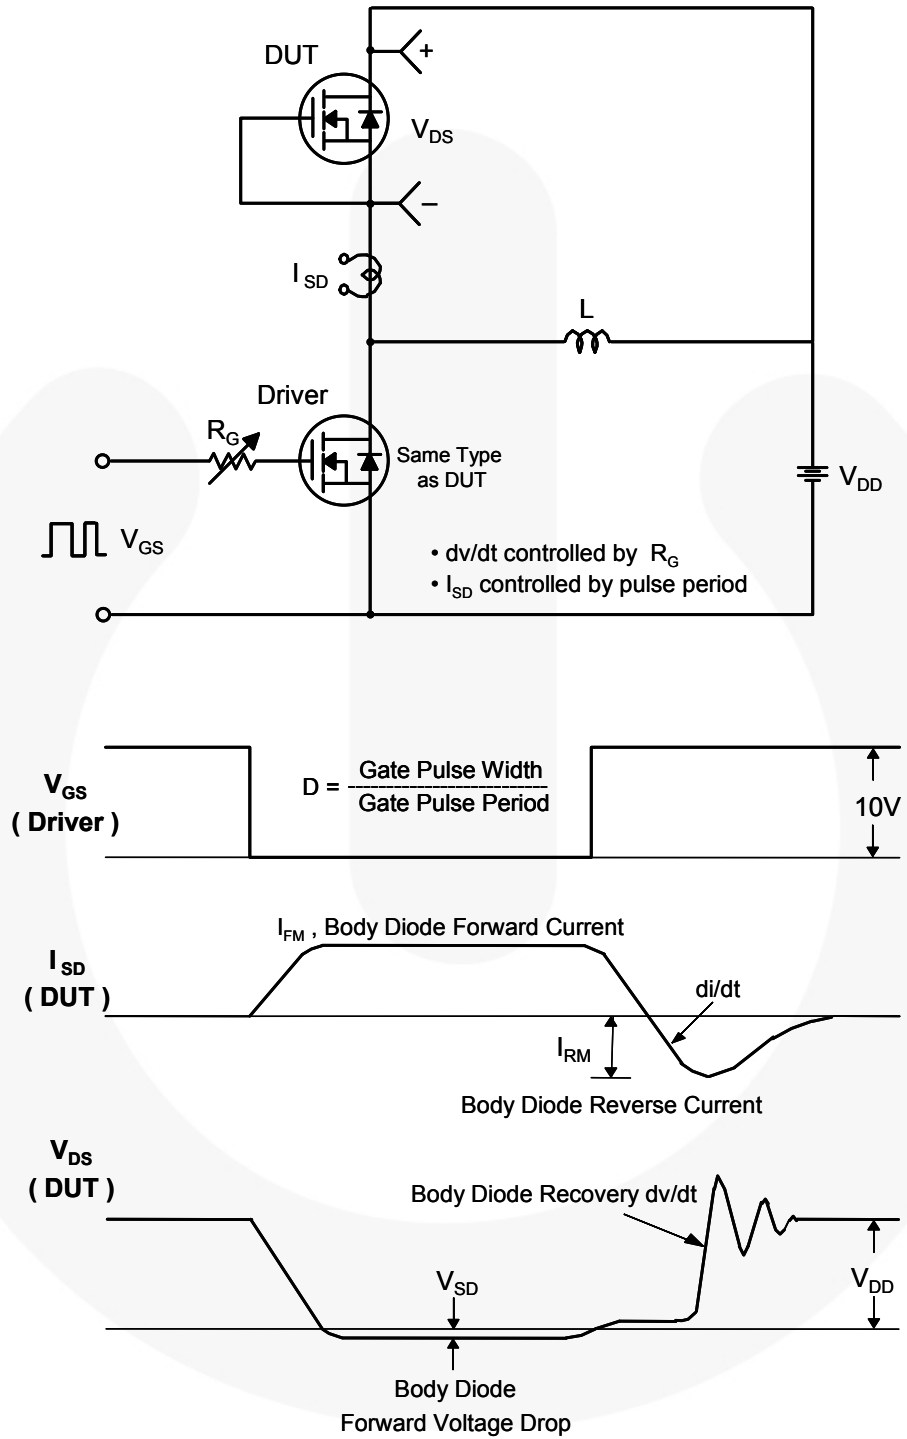 DUT
+
V_DS
−
I_SD
L
Driver
R_G
Same Type
as DUT
V_DD
V_GS
• dv/dt controlled by R_G
• I_SD controlled by pulse period
V_GS
( Driver )
D = Gate Pulse Width
Gate Pulse Period
10V
I_FM , Body Diode Forward Current
I_SD
( DUT )
di/dt
I_RM
Body Diode Reverse Current
V_DS
( DUT )
Body Diode Recovery dv/dt
V_SD
V_DD
Body Diode
Forward Voltage Drop